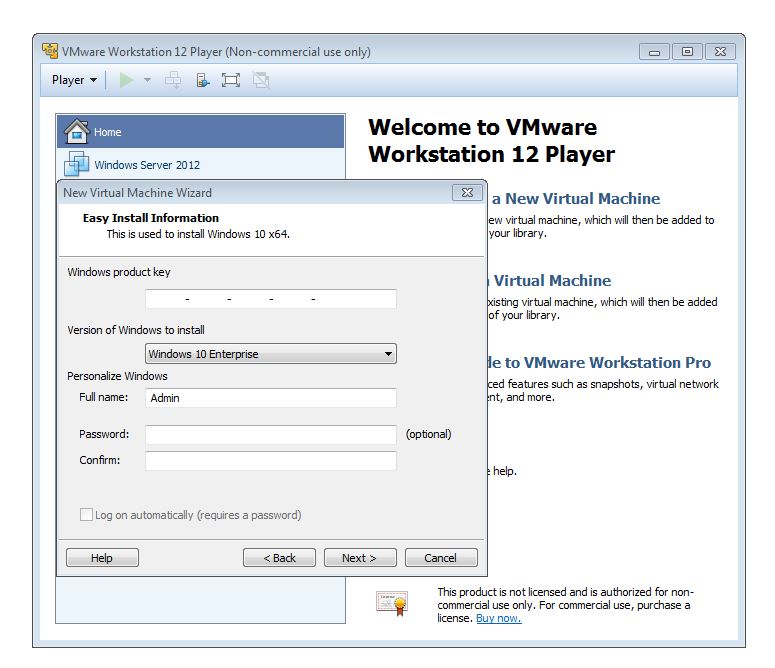 VMware Workstation 12 Player (Non-commercial use only)
Player
Home
Windows Server 2012
Welcome to VMware
Workstation 12 Player
a New Virtual Machine
ew virtual machine, which will then be added to
your library.
Virtual Machine
xisting virtual machine, which will then be added
of your library.
de to VMware Workstation Pro
ced features such as snapshots, virtual network
ent, and more.
e help.
New Virtual Machine Wizard
Easy Install Information
This is used to install Windows 10 x64.
Windows product key
- - - -
Version of Windows to install
Windows 10 Enterprise
Personalize Windows
Full name: Admin
Password: (optional)
Confirm:
Log on automatically (requires a password)
Help < Back Next > Cancel
This product is not licensed and is authorized for non-
commercial use only. For commercial use, purchase a
license. Buy now.